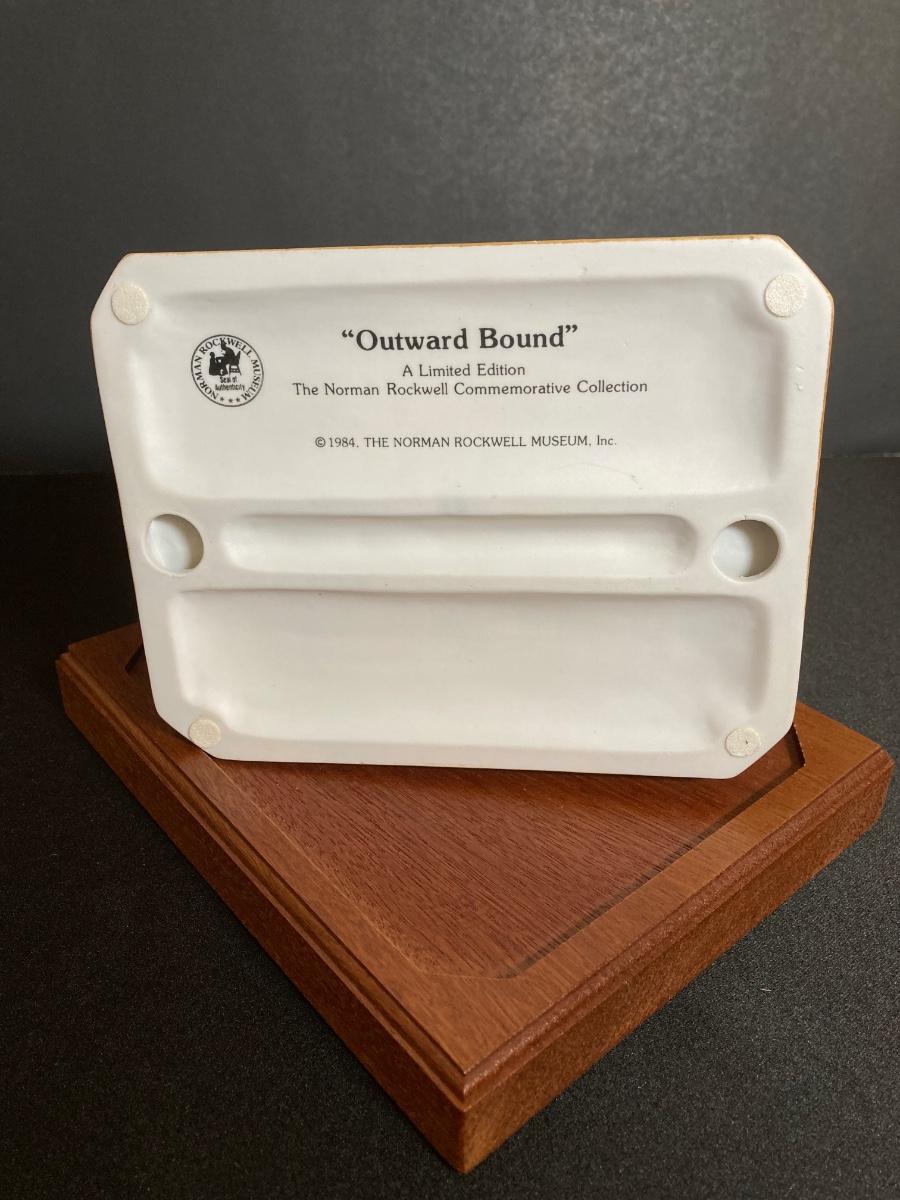 “Outward Bound”
A Limited Edition
The Norman Rockwell Commemorative Collection
©1984, THE NORMAN ROCKWELL MUSEUM, Inc.
NORMAN ROCKWELL MUSEUM
Seal of
Authenticity